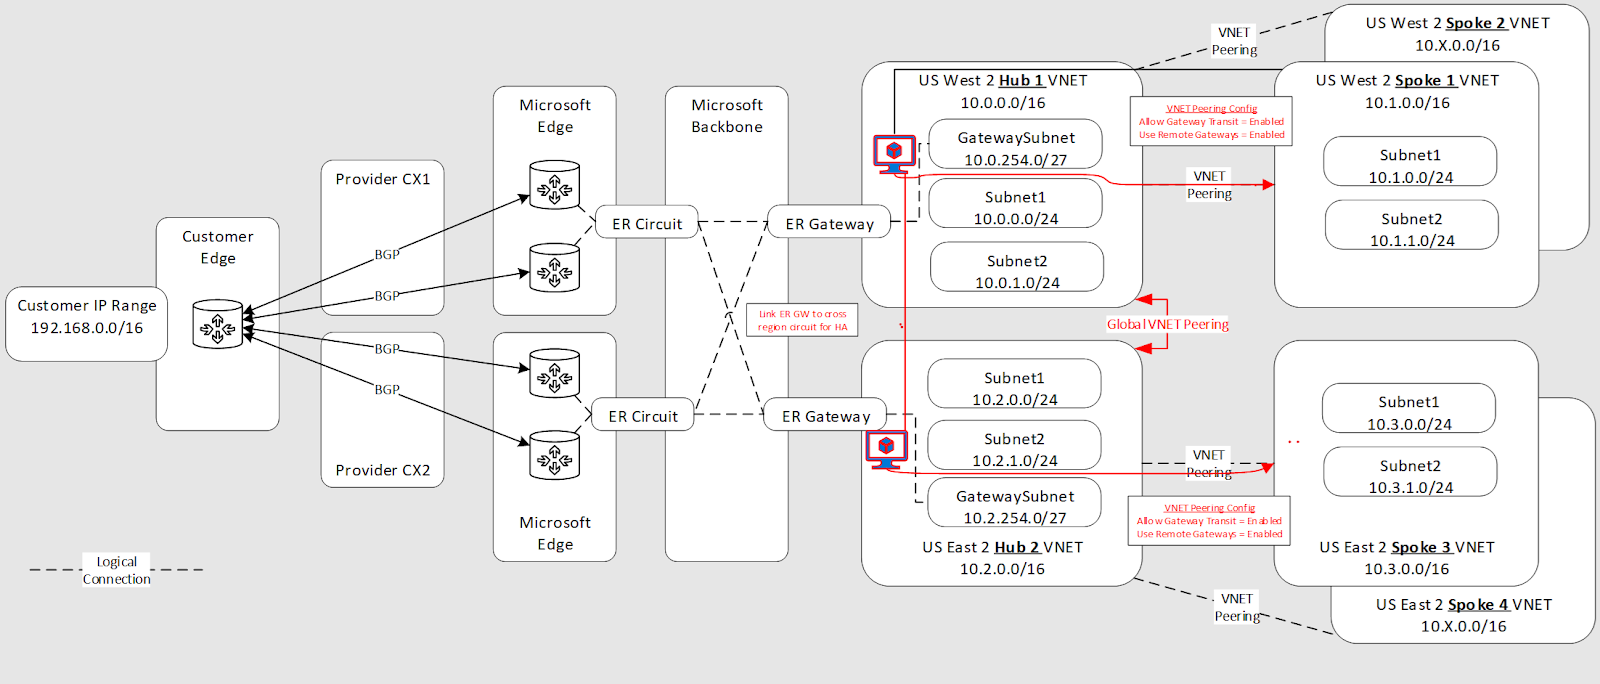 Customer IP Range
192.168.0.0/16
Customer
Edge
Provider CX1
Provider CX2
BGP
BGP
BGP
BGP
Microsoft
Edge
Microsoft
Edge
ER Circuit
ER Circuit
Microsoft
Backbone
Link ER GW to cross
region circuit for HA
ER Gateway
ER Gateway
US West 2 Hub 1 VNET
10.0.0.0/16
GatewaySubnet
10.0.254.0/27
Subnet1
10.0.0.0/24
Subnet2
10.0.1.0/24
Global VNET Peering
Subnet1
10.2.0.0/24
Subnet2
10.2.1.0/24
GatewaySubnet
10.2.254.0/27
US East 2 Hub 2 VNET
10.2.0.0/16
VNET
Peering
VNET Peering Config
Allow Gateway Transit = Enabled
Use Remote Gateways = Enabled
VNET
Peering
VNET
Peering
VNET Peering Config
Allow Gateway Transit = Enabled
Use Remote Gateways = Enabled
VNET
Peering
US West 2 Spoke 2 VNET
10.X.0.0/16
US West 2 Spoke 1 VNET
10.1.0.0/16
Subnet1
10.1.0.0/24
Subnet2
10.1.1.0/24
Subnet1
10.3.0.0/24
Subnet2
10.3.1.0/24
US East 2 Spoke 3 VNET
10.3.0.0/16
US East 2 Spoke 4 VNET
10.X.0.0/16
Logical
Connection